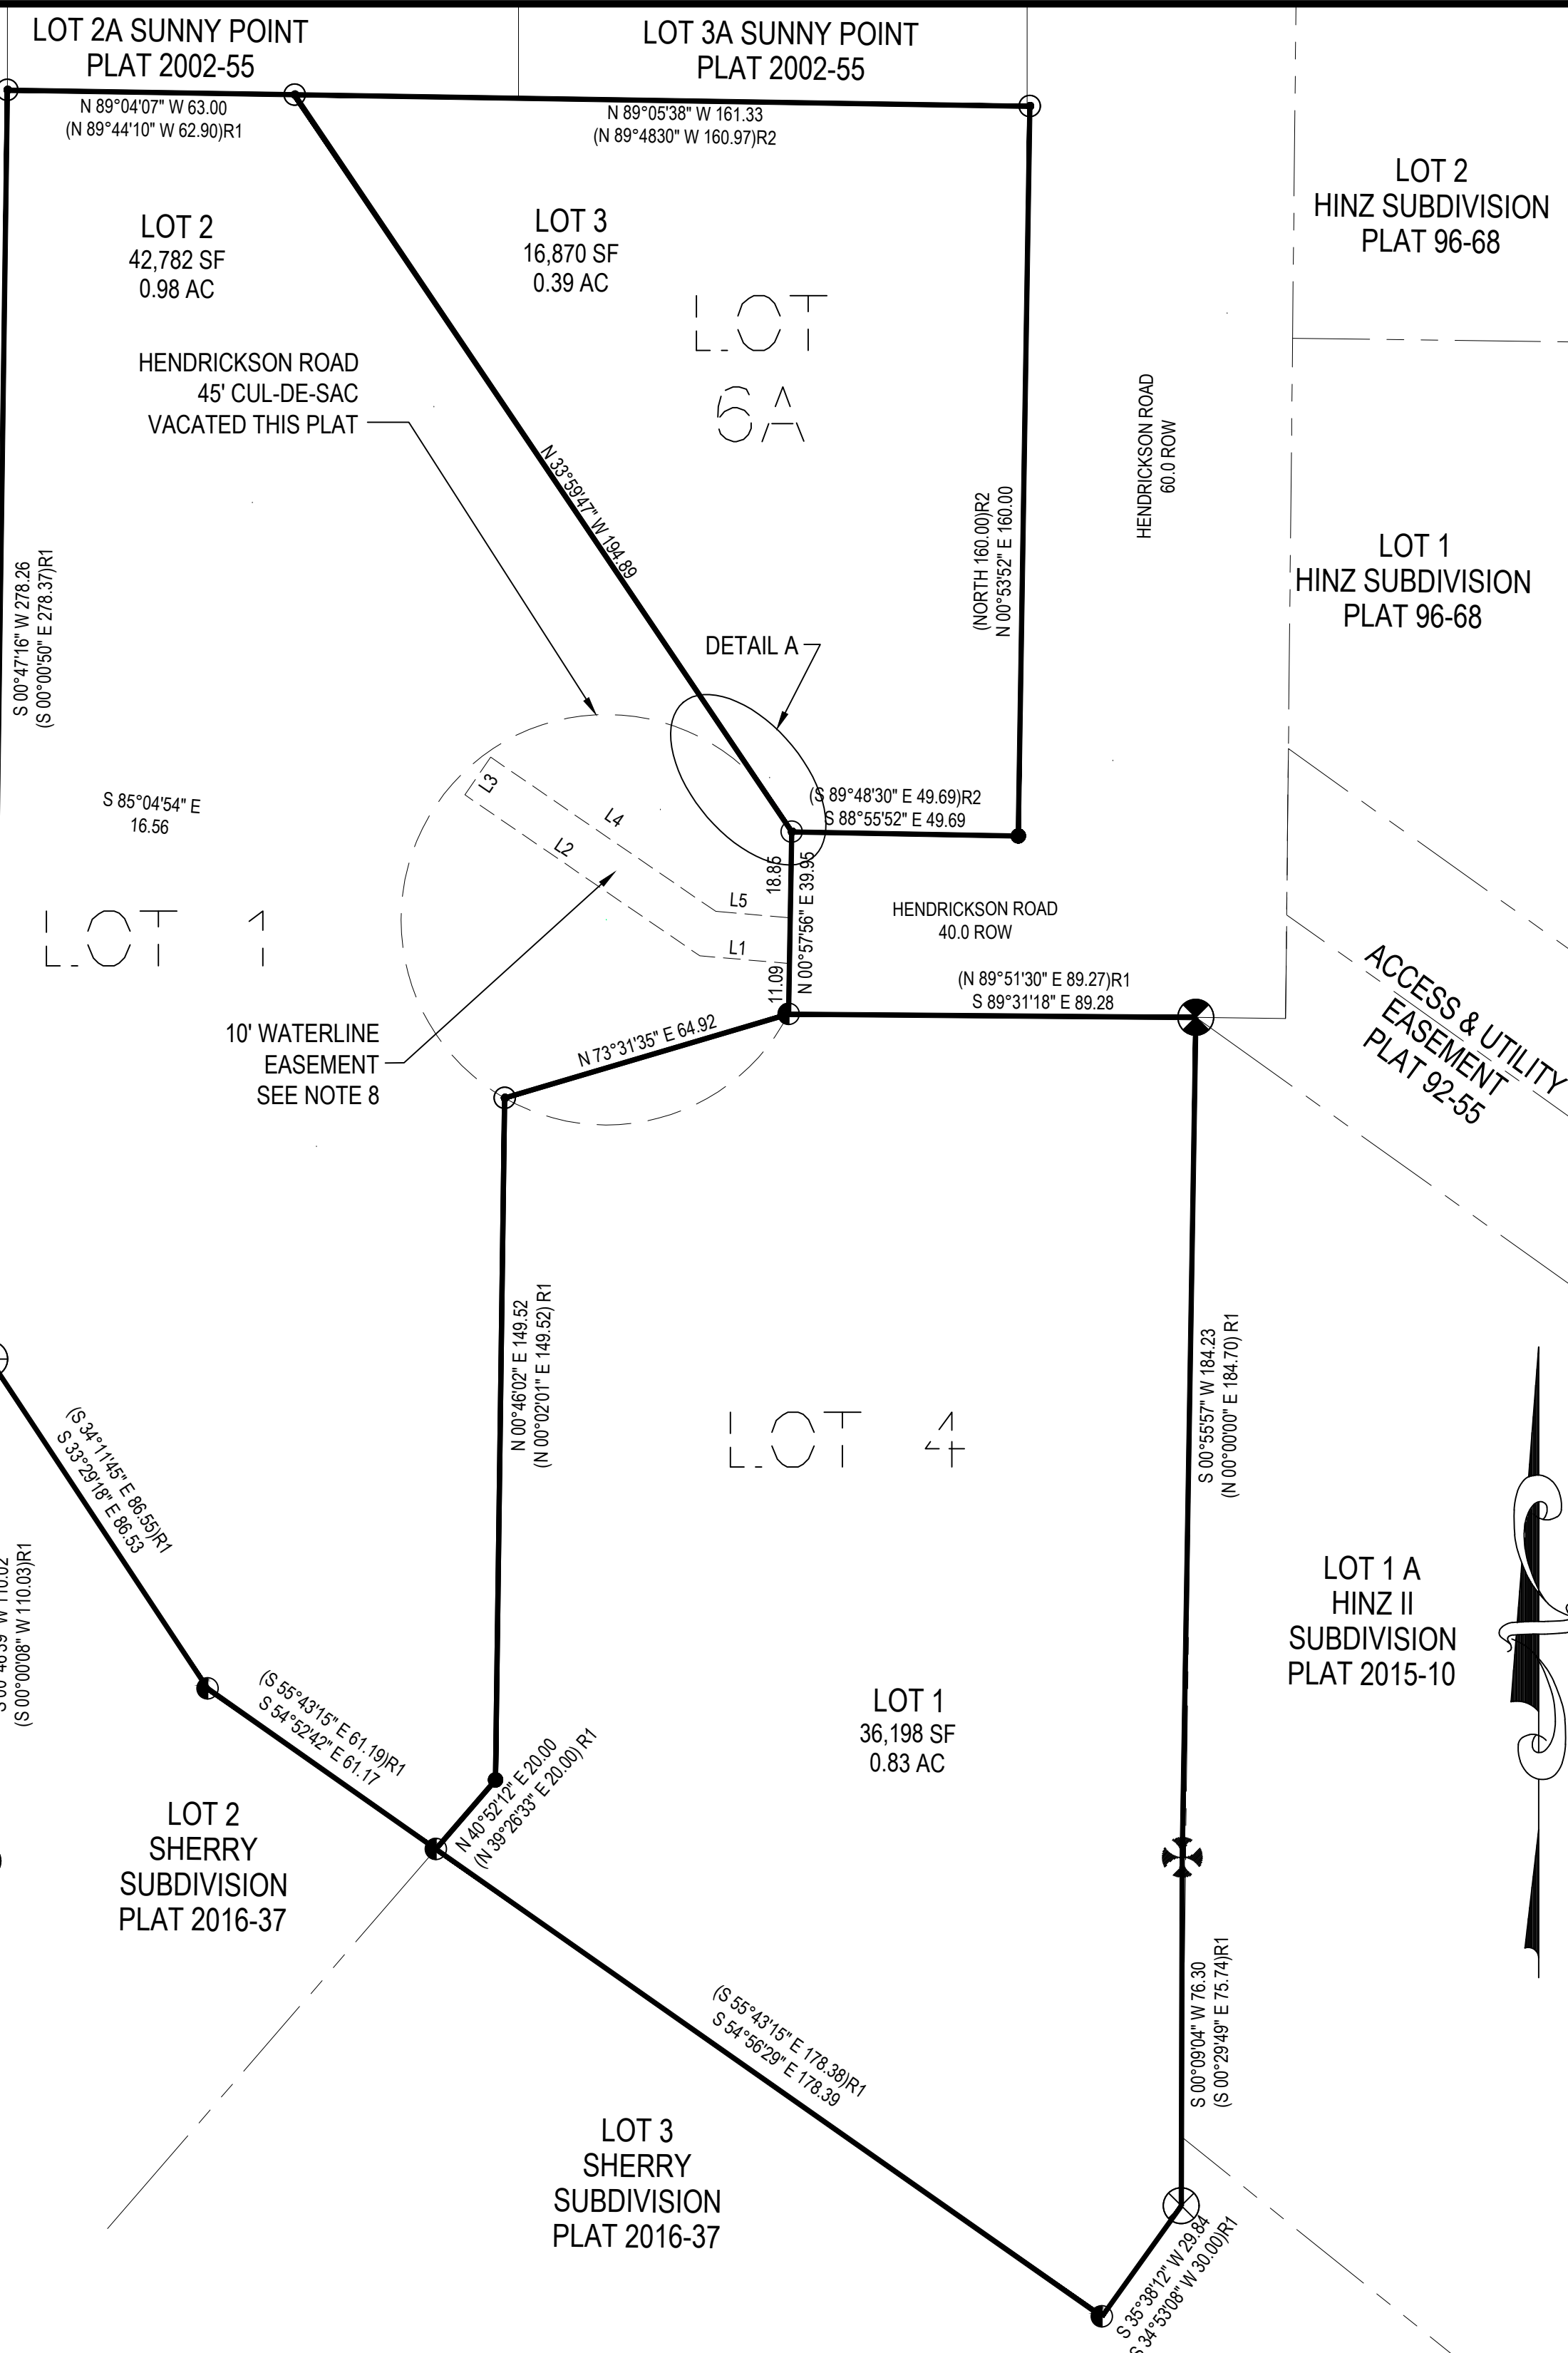 LOT 2A SUNNY POINT
PLAT 2002-55
LOT 3A SUNNY POINT
PLAT 2002-55
N 89°04'07" W 63.00
(N 89°44'10" W 62.90)R1
N 89°05'38" W 161.33
(N 89°4830" W 160.97)R2
LOT 2
HINZ SUBDIVISION
PLAT 96-68
LOT 2
42,782 SF
0.98 AC
LOT 3
16,870 SF
0.39 AC
LOT
6A
HENDRICKSON ROAD
45' CUL-DE-SAC
VACATED THIS PLAT
N 33°59'47" W 194.89
HENDRICKSON ROAD
60.0 ROW
(NORTH 160.00)R2
N 00°53'52" E 160.00
LOT 1
HINZ SUBDIVISION
PLAT 96-68
S 00°47'16" W 278.26
(S 00°00'50" E 278.37)R1
DETAIL A
S 85°04'54" E
16.56
L3
L4
L2
L5
L1
(S 89°48'30" E 49.69)R2
S 88°55'52" E 49.69
18.85
N 00°57'56" E 39.95
11.09
HENDRICKSON ROAD
40.0 ROW
LOT 1
(N 89°51'30" E 89.27)R1
S 89°31'18" E 89.28
ACCESS & UTILITY
EASEMENT
PLAT 92-55
10' WATERLINE
EASEMENT
SEE NOTE 8
N 73°31'35" E 64.92
N 00°46'02" E 149.52
(N 00°02'01" E 149.52) R1
S 00°55'57" W 184.23
(N 00°00'00" E 184.70) R1
LOT 4
(S 34°11'45" E 86.55)R1
S 33°29'18" E 86.53
W 110.02
(S 00°00'08" W 110.03)R1
LOT 1 A
HINZ II
SUBDIVISION
PLAT 2015-10
(S 55°43'15" E 61.19)R1
S 54°52'42" E 61.17
LOT 1
36,198 SF
0.83 AC
N 40°52'12" E 20.00
(N 39°26'33" E 20.00) R1
LOT 2
SHERRY
SUBDIVISION
PLAT 2016-37
S 00°09'04" W 76.30
(S 00°29'49" E 75.74)R1
(S 55°43'15" E 178.38)R1
S 54°56'29" E 178.39
LOT 3
SHERRY
SUBDIVISION
PLAT 2016-37
S 35°38'12" W 29.84
S 34°53'08" W 30.00)R1